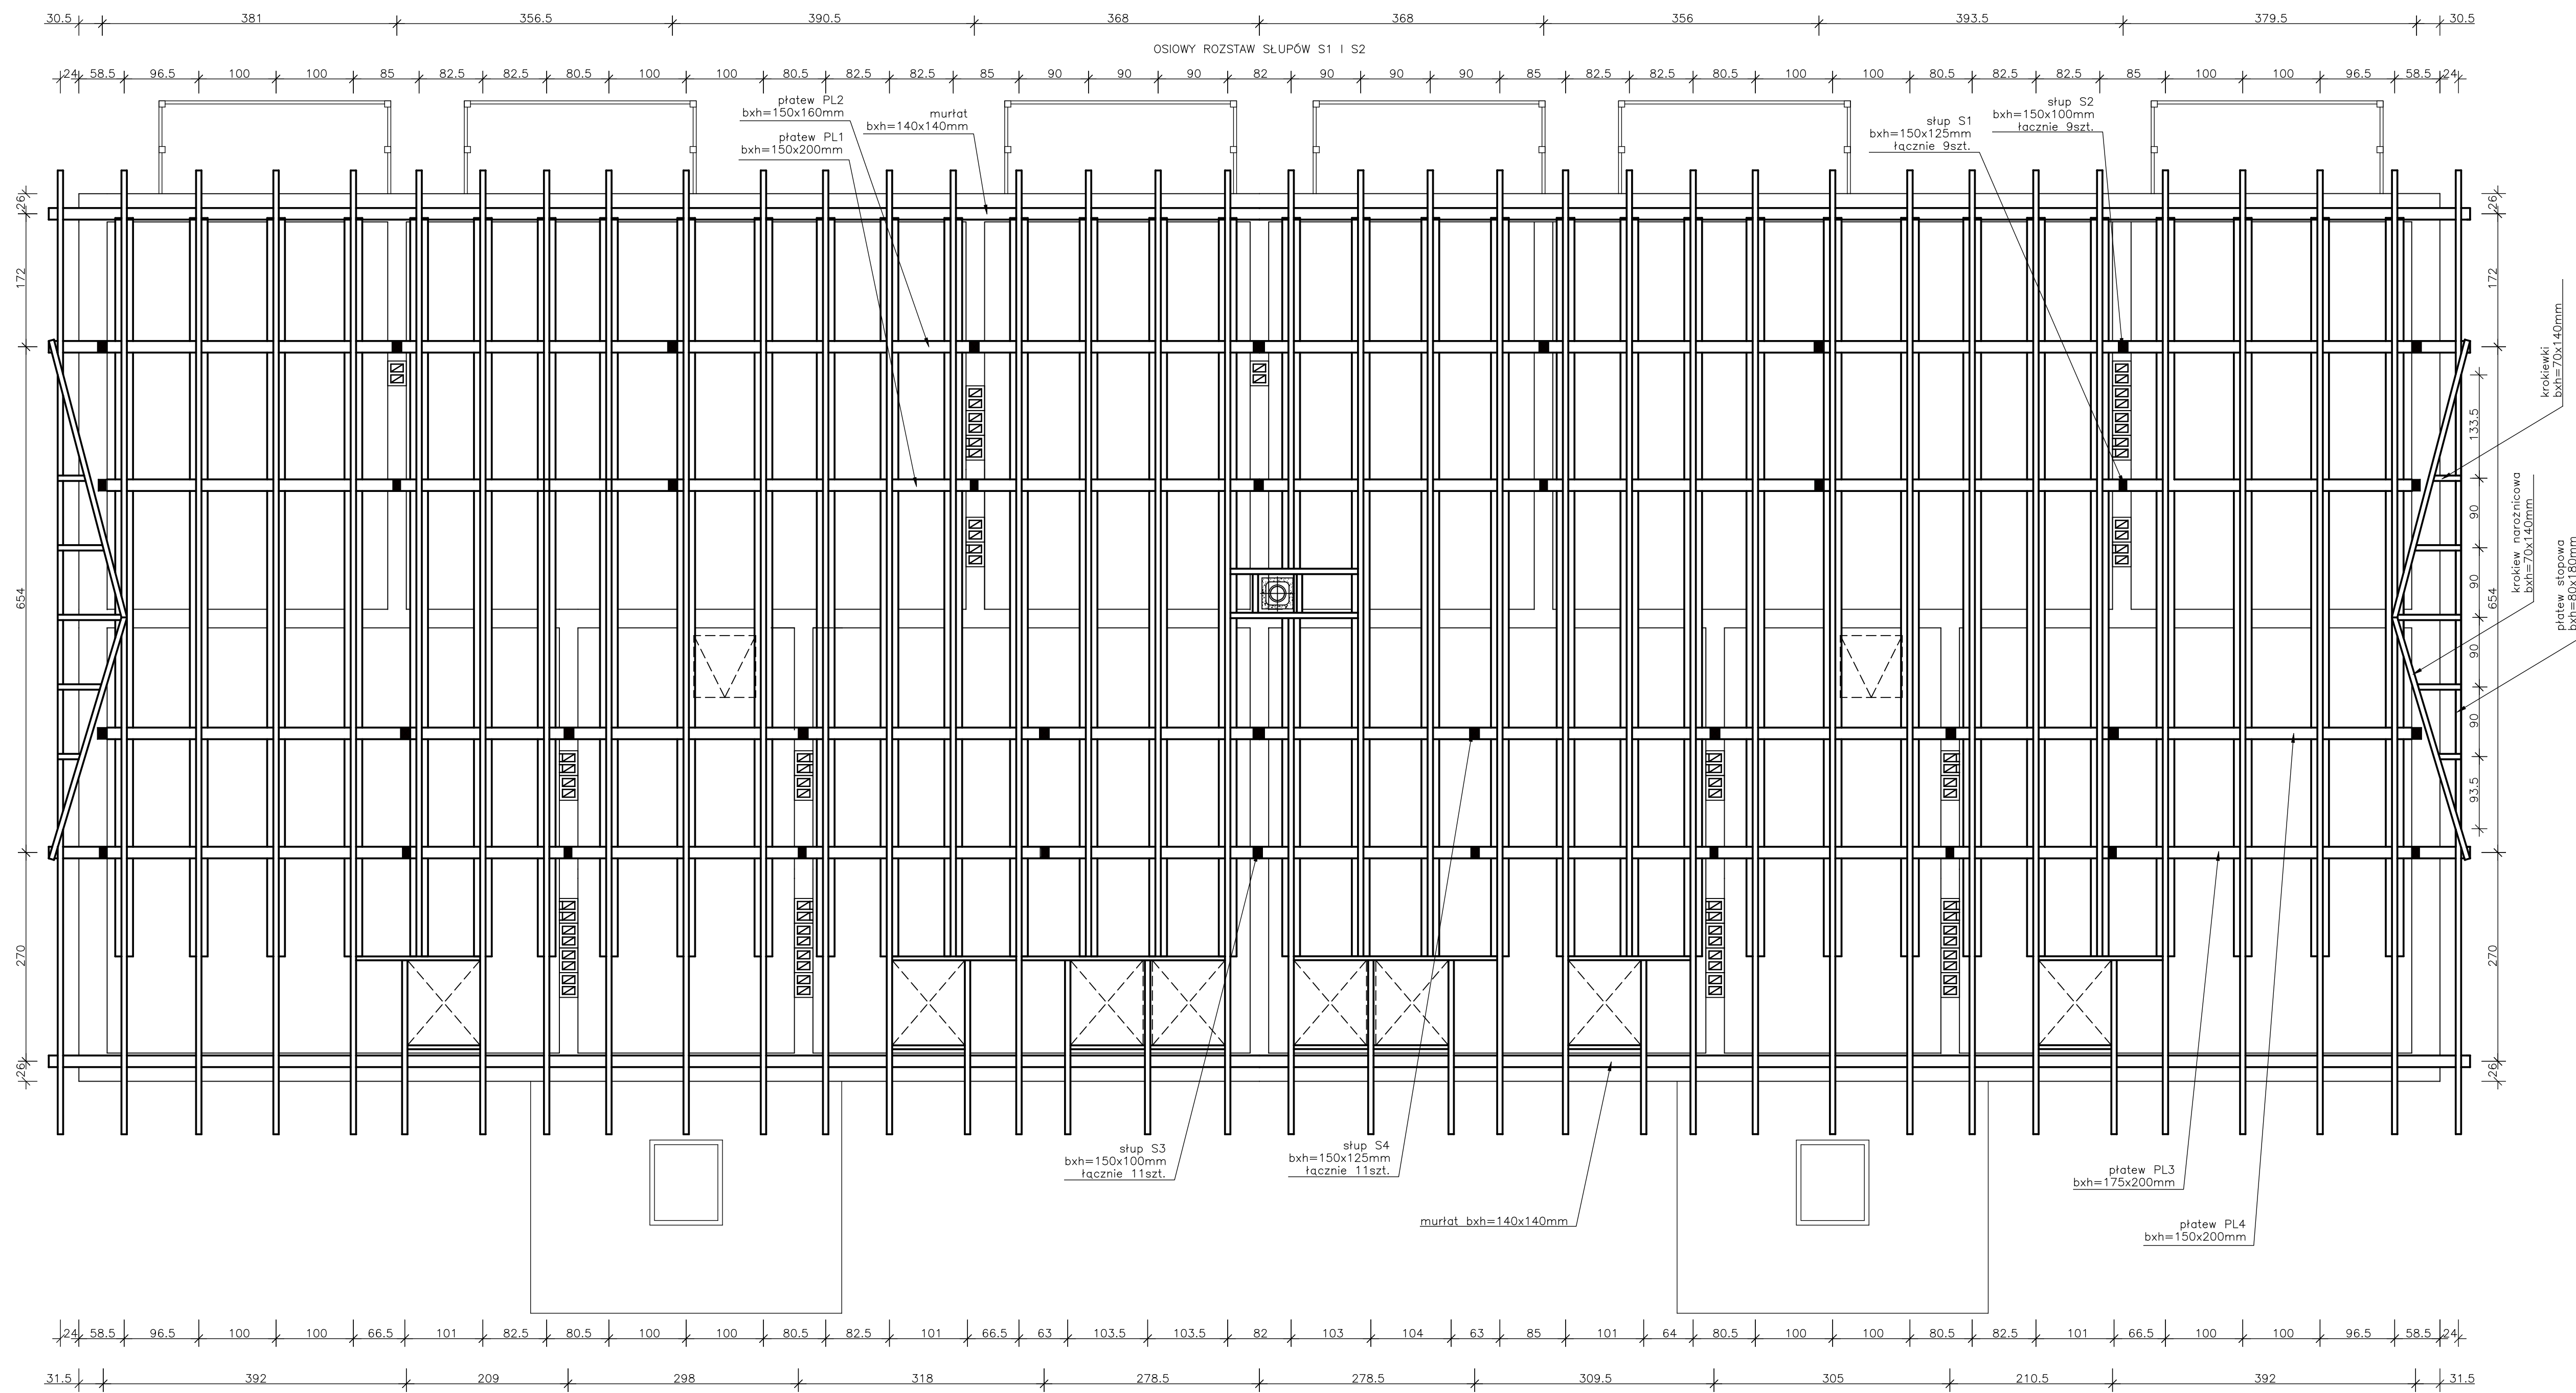 30.5 381 356.5 390.5 368 368 356 393.5 379.5 30.5
OSIOWY ROZSTAW SŁUPÓW S1 I S2
24 58.5 96.5 100 100 85 82.5 82.5 80.5 100 100 80.5 82.5 82.5 85 90 90 90 82 90 90 90 85 82.5 82.5 80.5 100 100 80.5 82.5 82.5 85 100 100 96.5 58.5 24
płatew PL2
bxh=150x160mm
płatew PL1
bxh=150x200mm
murłat
bxh=140x140mm
słup S1
bxh=150x125mm
łącznie 9szt.
słup S2
bxh=150x100mm
łacznie 9szt.
26
172
654
270
26
26
172
654
270
26
133.5
90
90
90
90
93.5
krokiewki
bxh=70x140mm
krokiew narożnicowa
bxh=70x140mm
płatew stopowa
bxh=80x180mm
słup S3
bxh=150x100mm
łącznie 11szt.
słup S4
bxh=150x125mm
łącznie 11szt.
murłat bxh=140x140mm
płatew PL3
bxh=175x200mm
płatew PL4
bxh=150x200mm
24 58.5 96.5 100 100 66.5 101 82.5 80.5 100 100 80.5 82.5 101 66.5 63 103.5 103.5 82 103 104 63 85 101 64 80.5 100 100 80.5 82.5 101 66.5 100 100 96.5 58.5 24
31.5 392 209 298 318 278.5 278.5 309.5 305 210.5 392 31.5